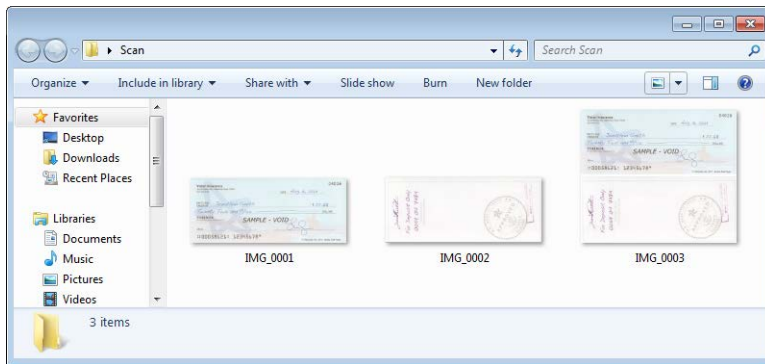 Scan
Search Scan
Organize
Include in library
Share with
Slide show
Burn
New folder
Favorites
Desktop
Downloads
Recent Places
Libraries
Documents
Music
Pictures
Videos
SAMPLE - VOID
IMG_0001
IMG_0002
SAMPLE - VOID
IMG_0003
3 items